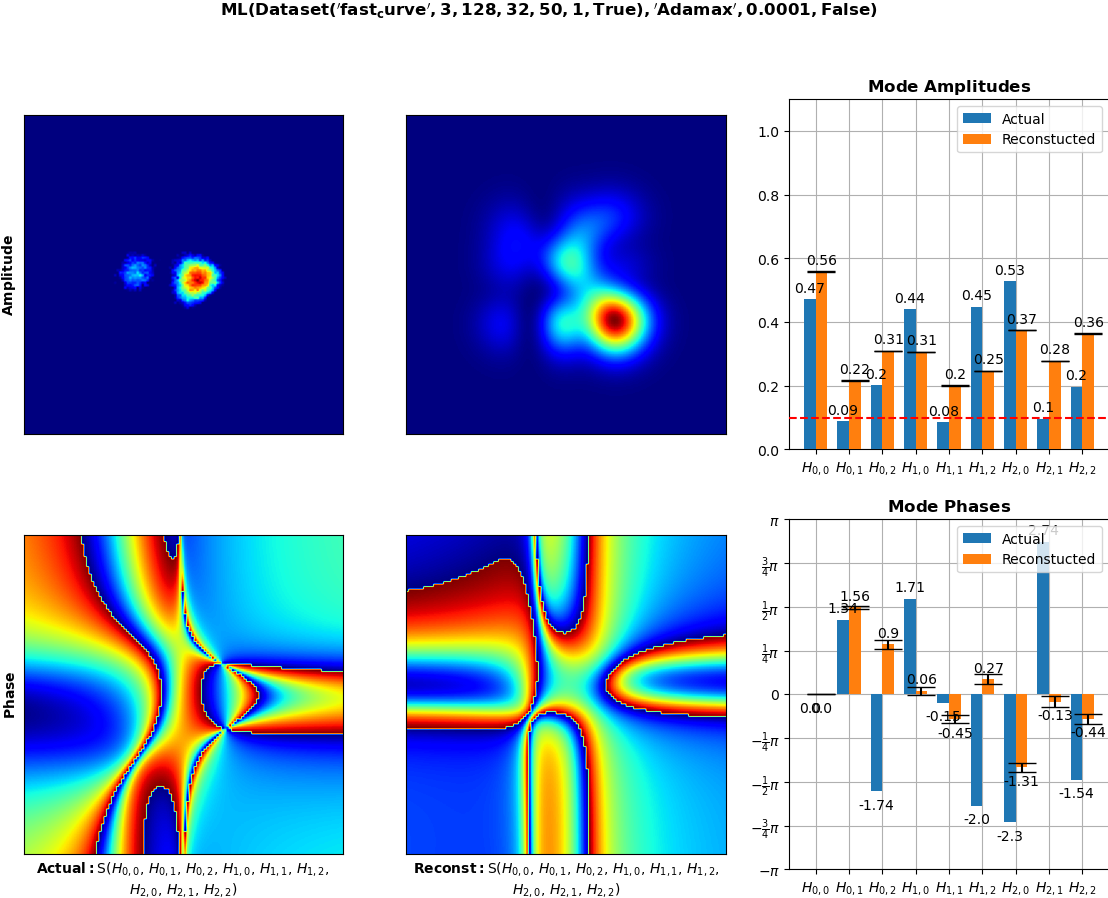 ML(Dataset('fast_curve', 3, 128, 32, 50, 1, True), 'Adamax', 0.0001, False)
Amplitude
Mode Amplitudes
Actual
Reconstucted
1.0
0.8
0.6
0.4
0.2
0.0
0.47 0.56 0.09 0.22 0.2 0.31 0.44 0.31 0.08 0.2 0.45 0.25 0.53 0.37 0.1 0.28 0.2 0.36
H0,0 H0,1 H0,2 H1,0 H1,1 H1,2 H2,0 H2,1 H2,2
Phase
Mode Phases
Actual
Reconstucted
π
3/4π
1/2π
1/4π
0
−1/4π
−1/2π
−3/4π
−π
0.0 0.0 1.34 1.56 -1.74 0.9 1.71 0.06 -0.15 -0.45 -2.0 0.27 -2.3 -1.31 2.74 -0.13 -1.54 -0.44
H0,0 H0,1 H0,2 H1,0 H1,1 H1,2 H2,0 H2,1 H2,2
Actual: S(H0,0, H0,1, H0,2, H1,0, H1,1, H1,2,
H2,0, H2,1, H2,2)
Reconst: S(H0,0, H0,1, H0,2, H1,0, H1,1, H1,2,
H2,0, H2,1, H2,2)